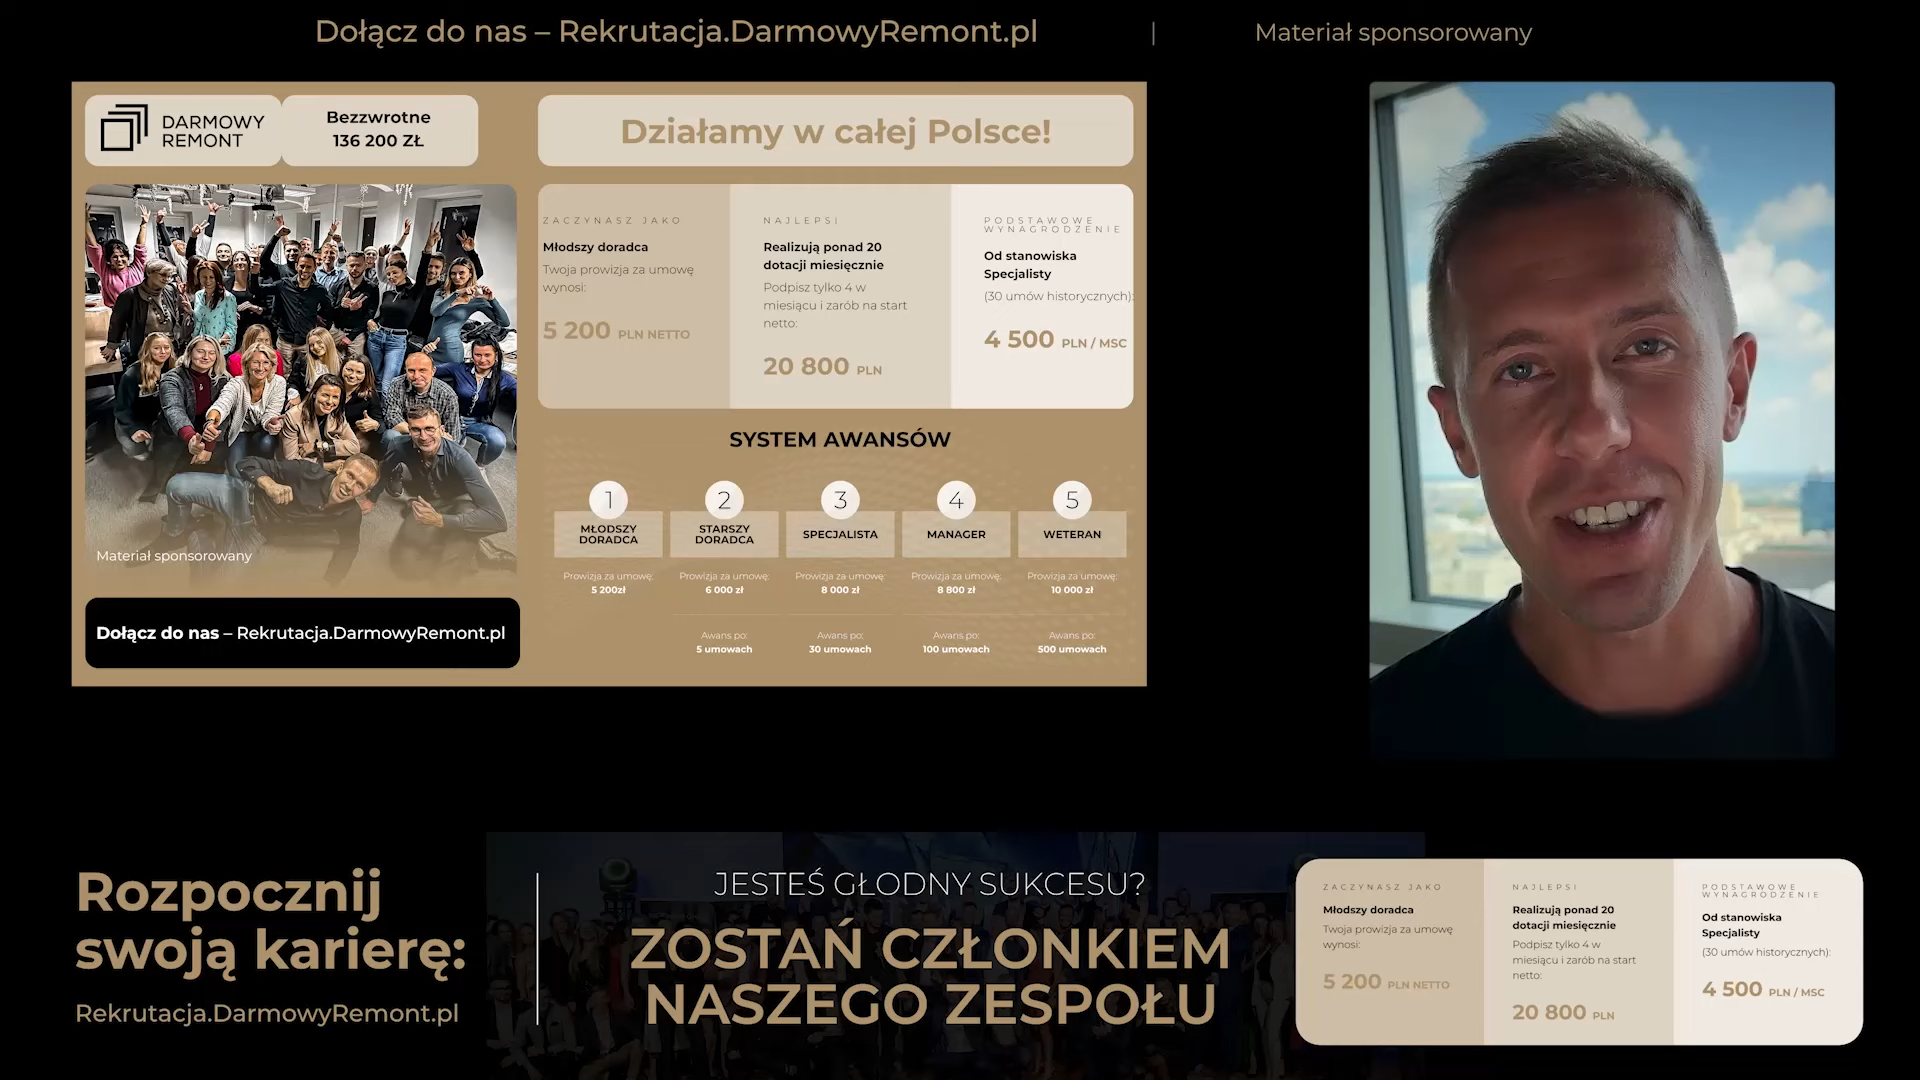 Dołącz do nas – Rekrutacja.DarmowyRemont.pl
|
Materiał sponsorowany
DARMOWY
REMONT
Bezzwrotne
136 200 ZŁ
Działamy w całej Polsce!
ZACZYNASZ JAKO
Młodszy doradca
Twoja prowizja za umowę
wynosi:
5 200 PLN NETTO
NAJLEPSI
Realizują ponad 20
dotacji miesięcznie
Podpisz tylko 4 w
miesiącu i zarób na start
netto:
20 800 PLN
PODSTAWOWE
WYNAGRODZENIE
Od stanowiska
Specjalisty
(30 umów historycznych):
4 500 PLN / MSC
Materiał sponsorowany
Dołącz do nas – Rekrutacja.DarmowyRemont.pl
SYSTEM AWANSÓW
1
MŁODSZY
DORADCA
Prowizja za umowę:
5 200zł
2
STARSZY
DORADCA
Prowizja za umowę:
6 000 zł
Awans po:
5 umowach
3
SPECJALISTA
Prowizja za umowę:
8 000 zł
Awans po:
30 umowach
4
MANAGER
Prowizja za umowę:
8 800 zł
Awans po:
100 umowach
5
WETERAN
Prowizja za umowę:
10 000 zł
Awans po:
500 umowach
Rozpocznij
swoją karierę:
Rekrutacja.DarmowyRemont.pl
JESTEŚ GŁODNY SUKCESU?
ZOSTAŃ CZŁONKIEM
NASZEGO ZESPOŁU
ZACZYNASZ JAKO
Młodszy doradca
Twoja prowizja za umowę
wynosi:
5 200 PLN NETTO
NAJLEPSI
Realizują ponad 20
dotacji miesięcznie
Podpisz tylko 4 w
miesiącu i zarób na start
netto:
20 800 PLN
PODSTAWOWE
WYNAGRODZENIE
Od stanowiska
Specjalisty
(30 umów historycznych):
4 500 PLN / MSC